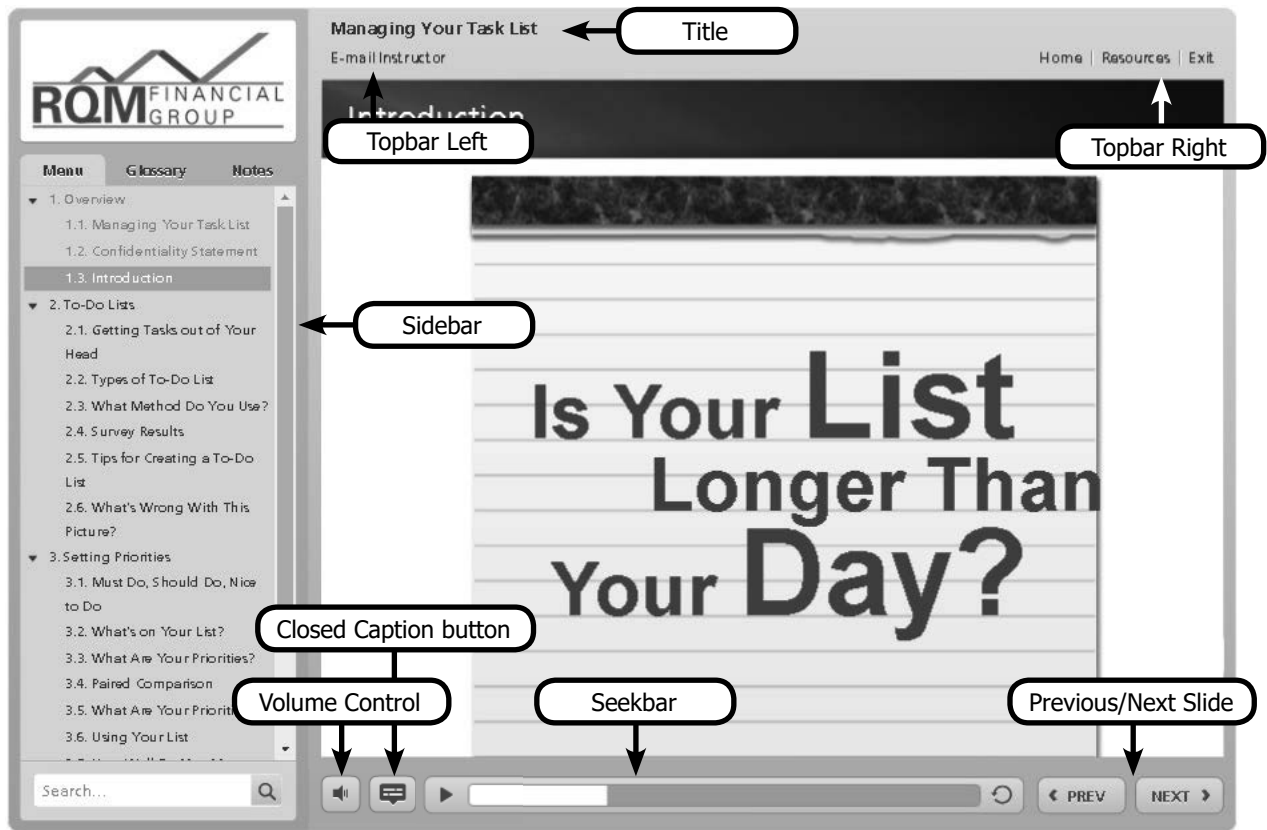 Managing Your Task List
Title
E-mail Instructor
Home | Resources | Exit
RQM FINANCIAL
GROUP
Introduction
Topbar Left
Topbar Right
Menu Glossary Notes
1. Overview
1.1. Managing Your Task List
1.2. Confidentiality Statement
1.3. Introduction
2. To-Do Lists
2.1. Getting Tasks out of Your
Head
2.2. Types of To-Do List
2.3. What Method Do You Use?
2.4. Survey Results
2.5. Tips for Creating a To-Do
List
2.6. What's Wrong With This
Picture?
3. Setting Priorities
3.1. Must Do, Should Do, Nice
to Do
3.2. What's on Your List?
3.3. What Are Your Priorities?
3.4. Paired Comparison
3.5. What Are Your
3.6. Using Your List
Sidebar
Is Your List
Longer Than
Your Day?
Closed Caption button
Volume Control
Seekbar
Previous/Next Slide
Search...
PREV
NEXT